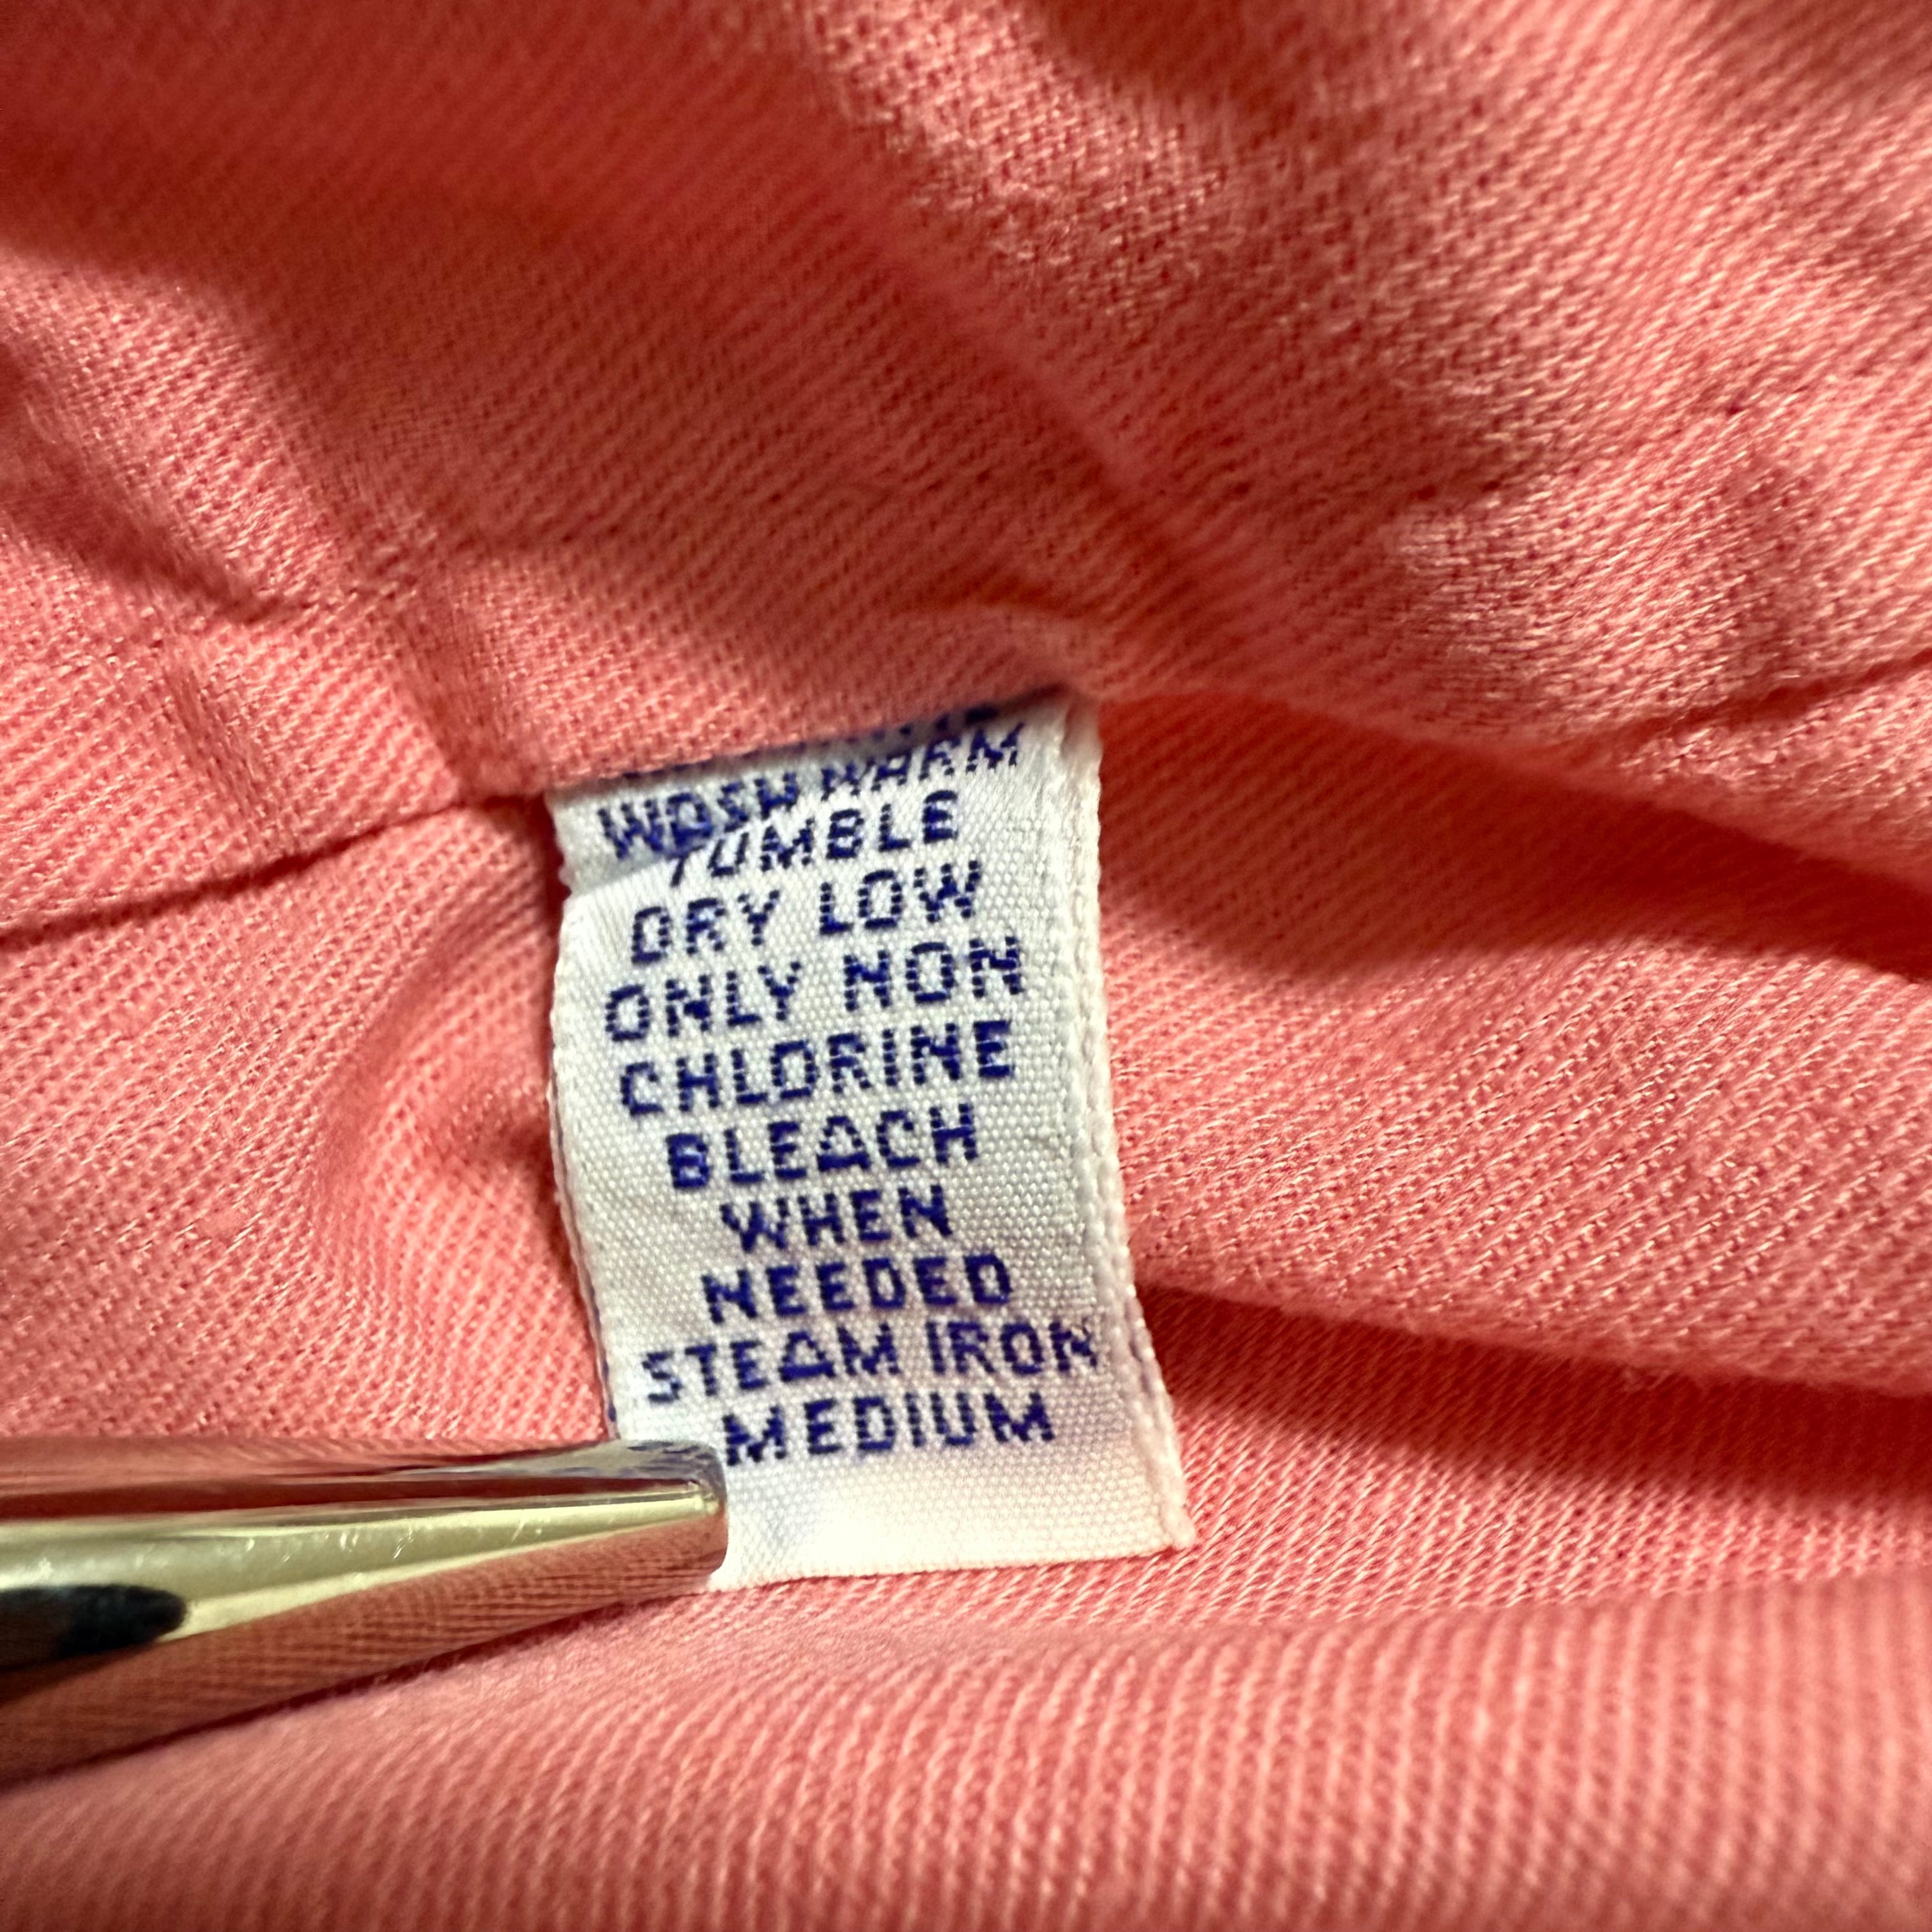 WASH WARM
TUMBLE
DRY LOW
ONLY NON
CHLORINE
BLEACH
WHEN
NEEDED
STEAM IRON
MEDIUM